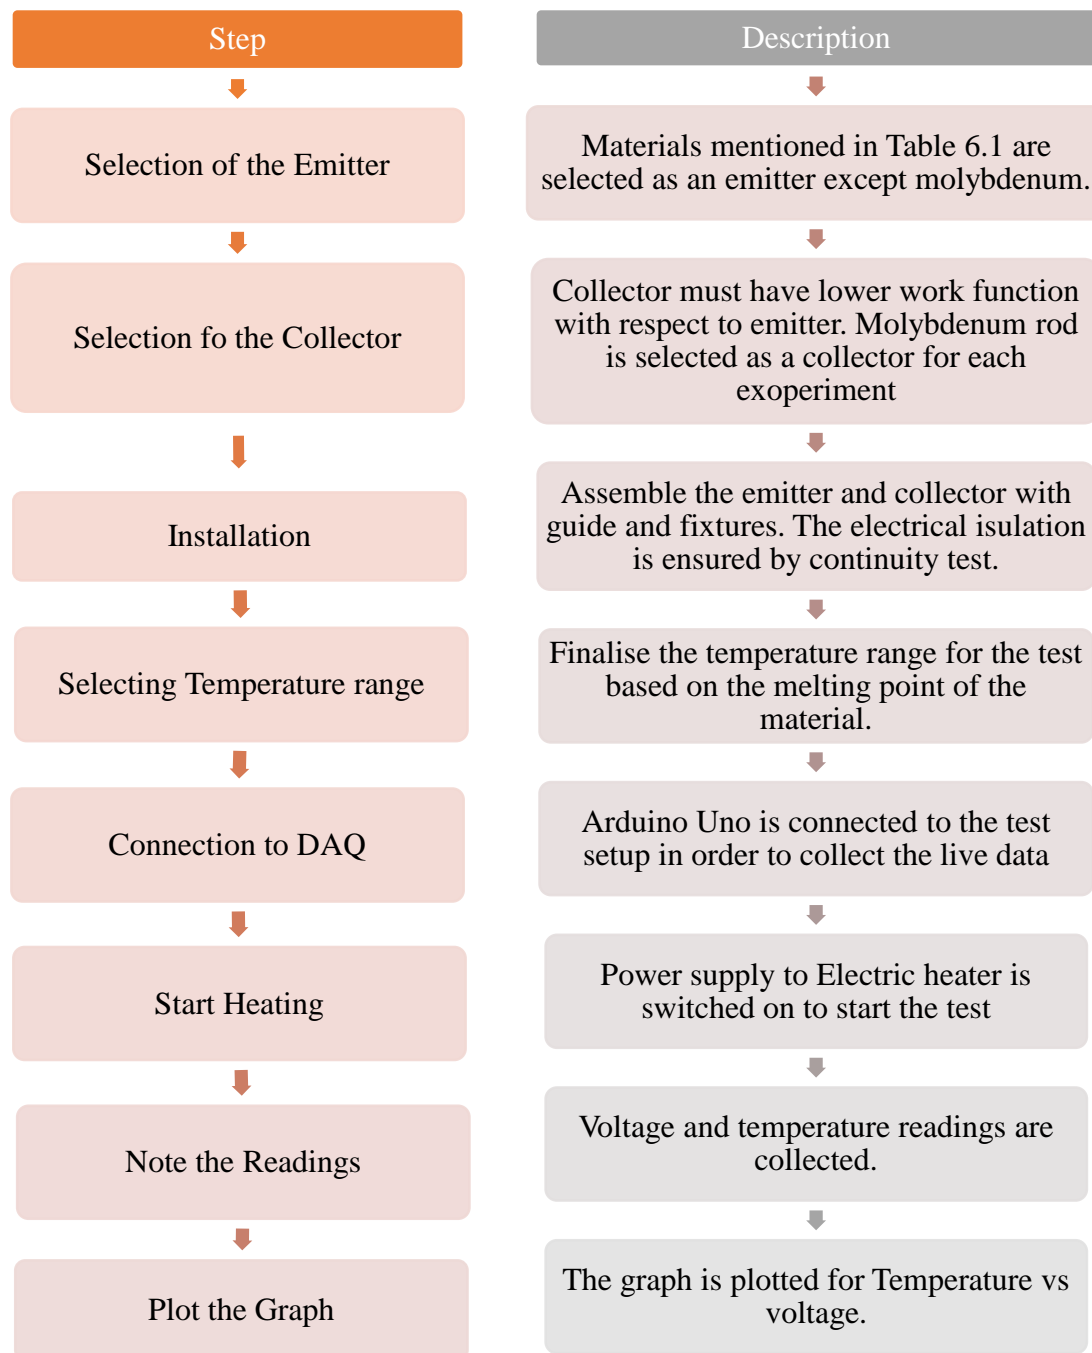 Step
Description
Selection of the Emitter
Materials mentioned in Table 6.1 are
selected as an emitter except molybdenum.
Selection fo the Collector
Collector must have lower work function
with respect to emitter. Molybdenum rod
is selected as a collector for each
exoperiment
Installation
Assemble the emitter and collector with
guide and fixtures. The electrical isulation
is ensured by continuity test.
Selecting Temperature range
Finalise the temperature range for the test
based on the melting point of the
material.
Connection to DAQ
Arduino Uno is connected to the test
setup in order to collect the live data
Start Heating
Power supply to Electric heater is
switched on to start the test
Note the Readings
Voltage and temperature readings are
collected.
Plot the Graph
The graph is plotted for Temperature vs
voltage.